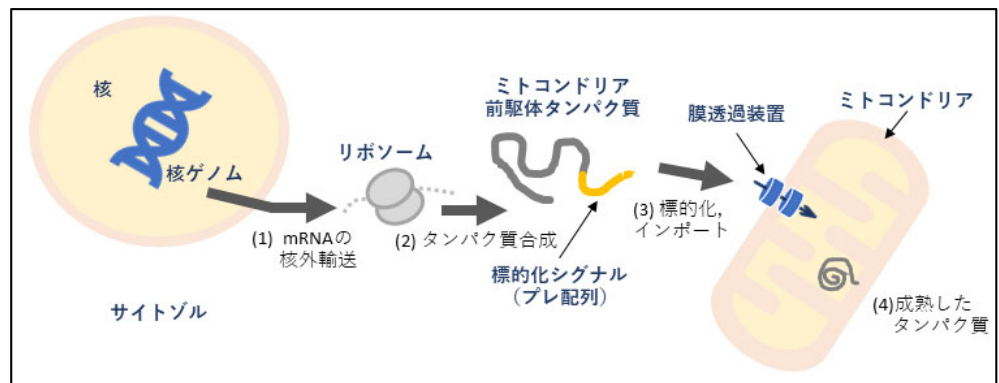 核
核ゲノム
(1) mRNAの
核外輸送
サイトゾル
リボソーム
(2) タンパク質合成
ミトコンドリア
前駆体タンパク質
標的化シグナル
（プレ配列）
(3) 標的化，
インポート
膜透過装置
ミトコンドリア
(4)成熟した
タンパク質